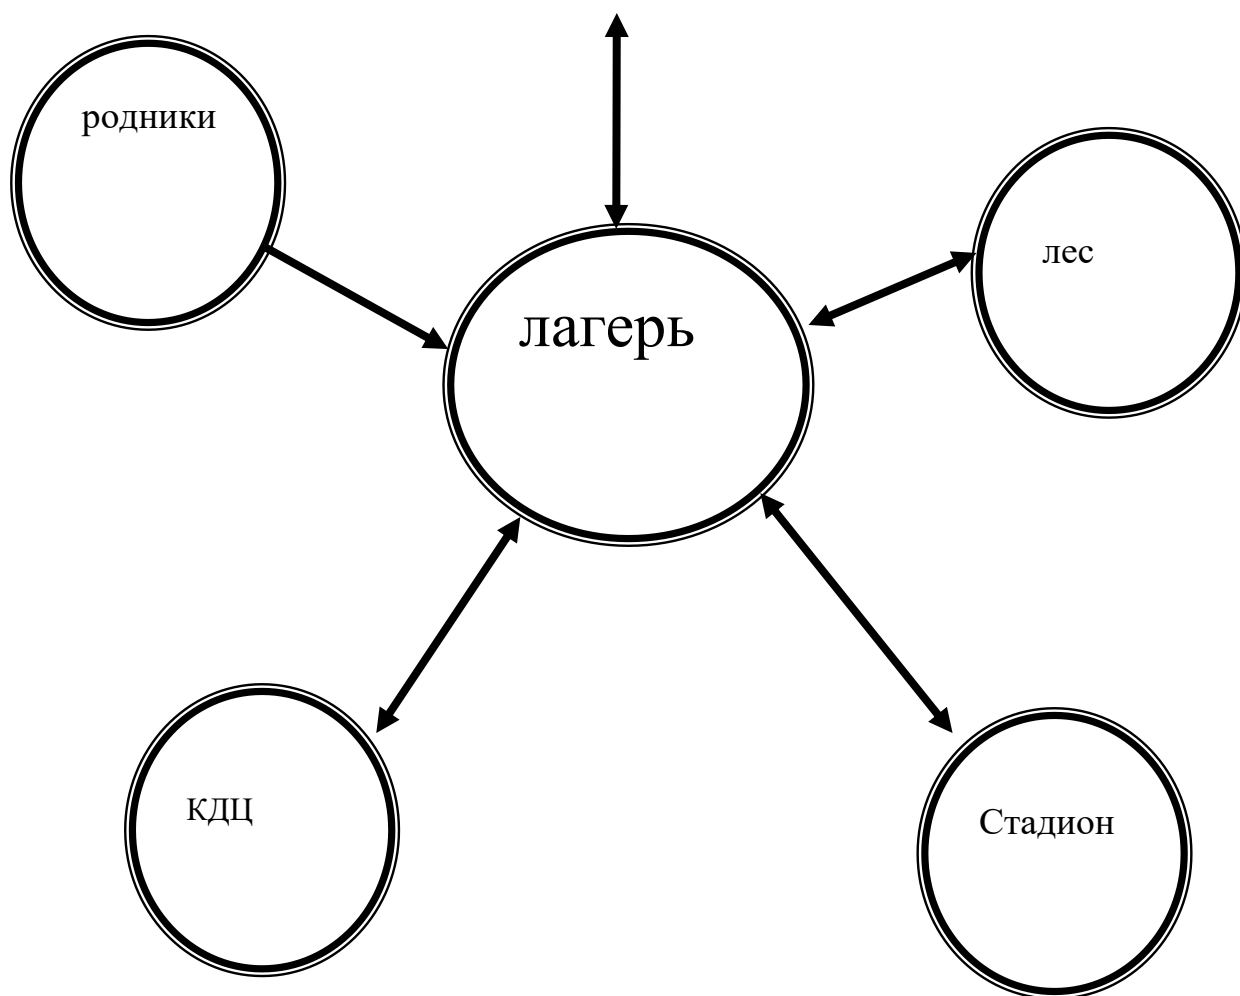 родники
лес
лагерь
КДЦ
Стадион